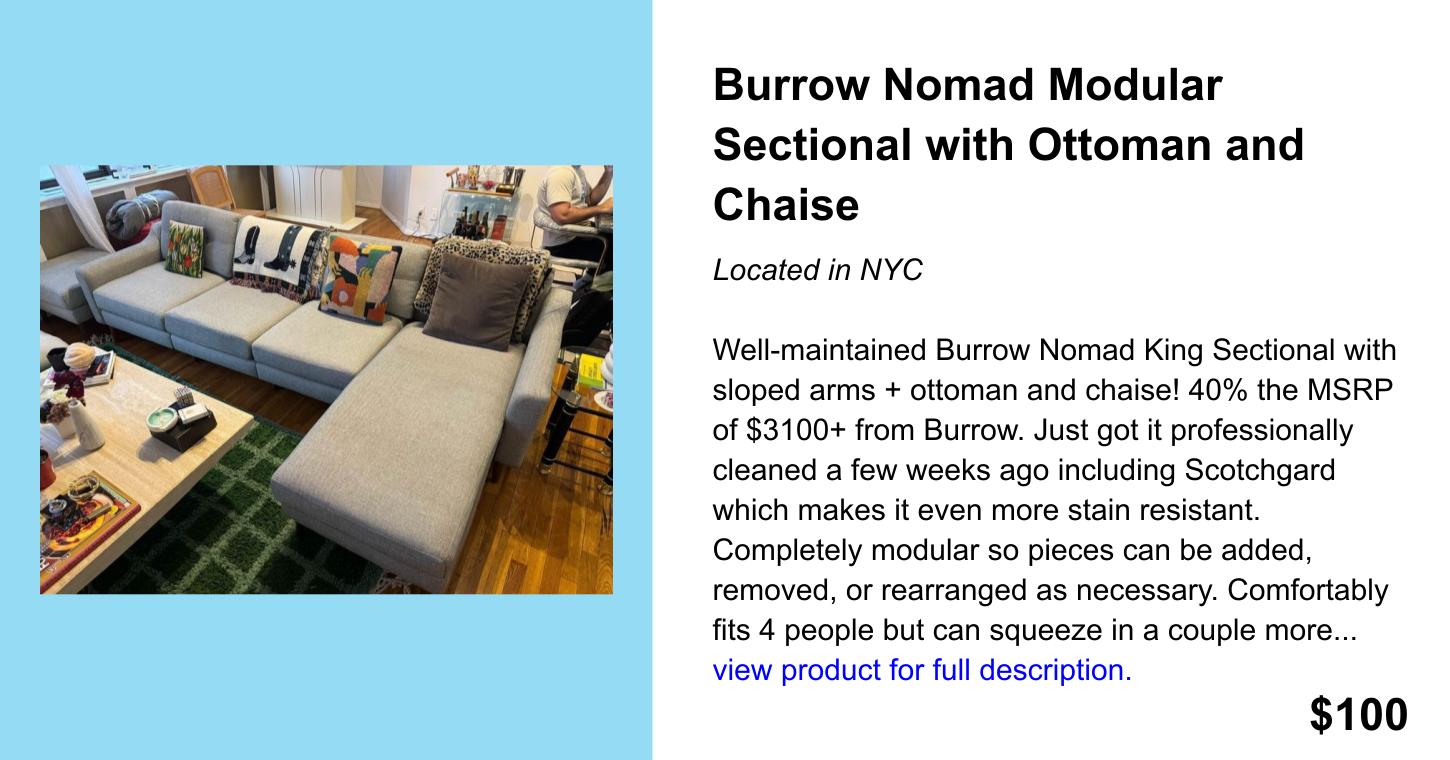 Burrow Nomad Modular
Sectional with Ottoman and
Chaise
Located in NYC
Well-maintained Burrow Nomad King Sectional with
sloped arms + ottoman and chaise! 40% the MSRP
of $3100+ from Burrow. Just got it professionally
cleaned a few weeks ago including Scotchgard
which makes it even more stain resistant.
Completely modular so pieces can be added,
removed, or rearranged as necessary. Comfortably
fits 4 people but can squeeze in a couple more...
view product for full description.
$100